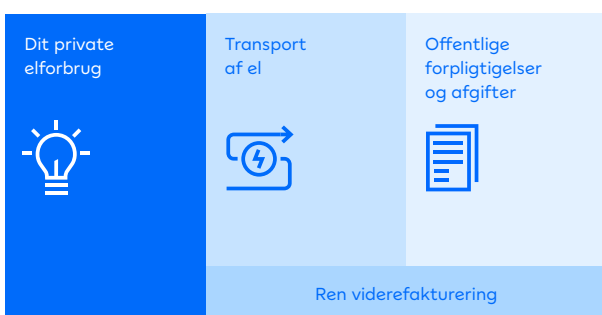 Dit private
elforbrug
Transport
af el
Offentlige
forpligtigelser
og afgifter
Ren viderefakturering